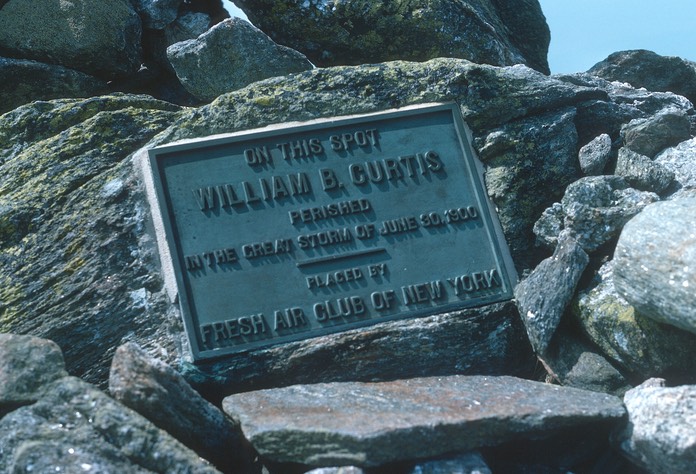 ON THIS SPOT
WILLIAM B. CURTIS
PERISHED
IN THE GREAT STORM OF JUNE 30, 1900
PLACED BY
FRESH AIR CLUB OF NEW YORK